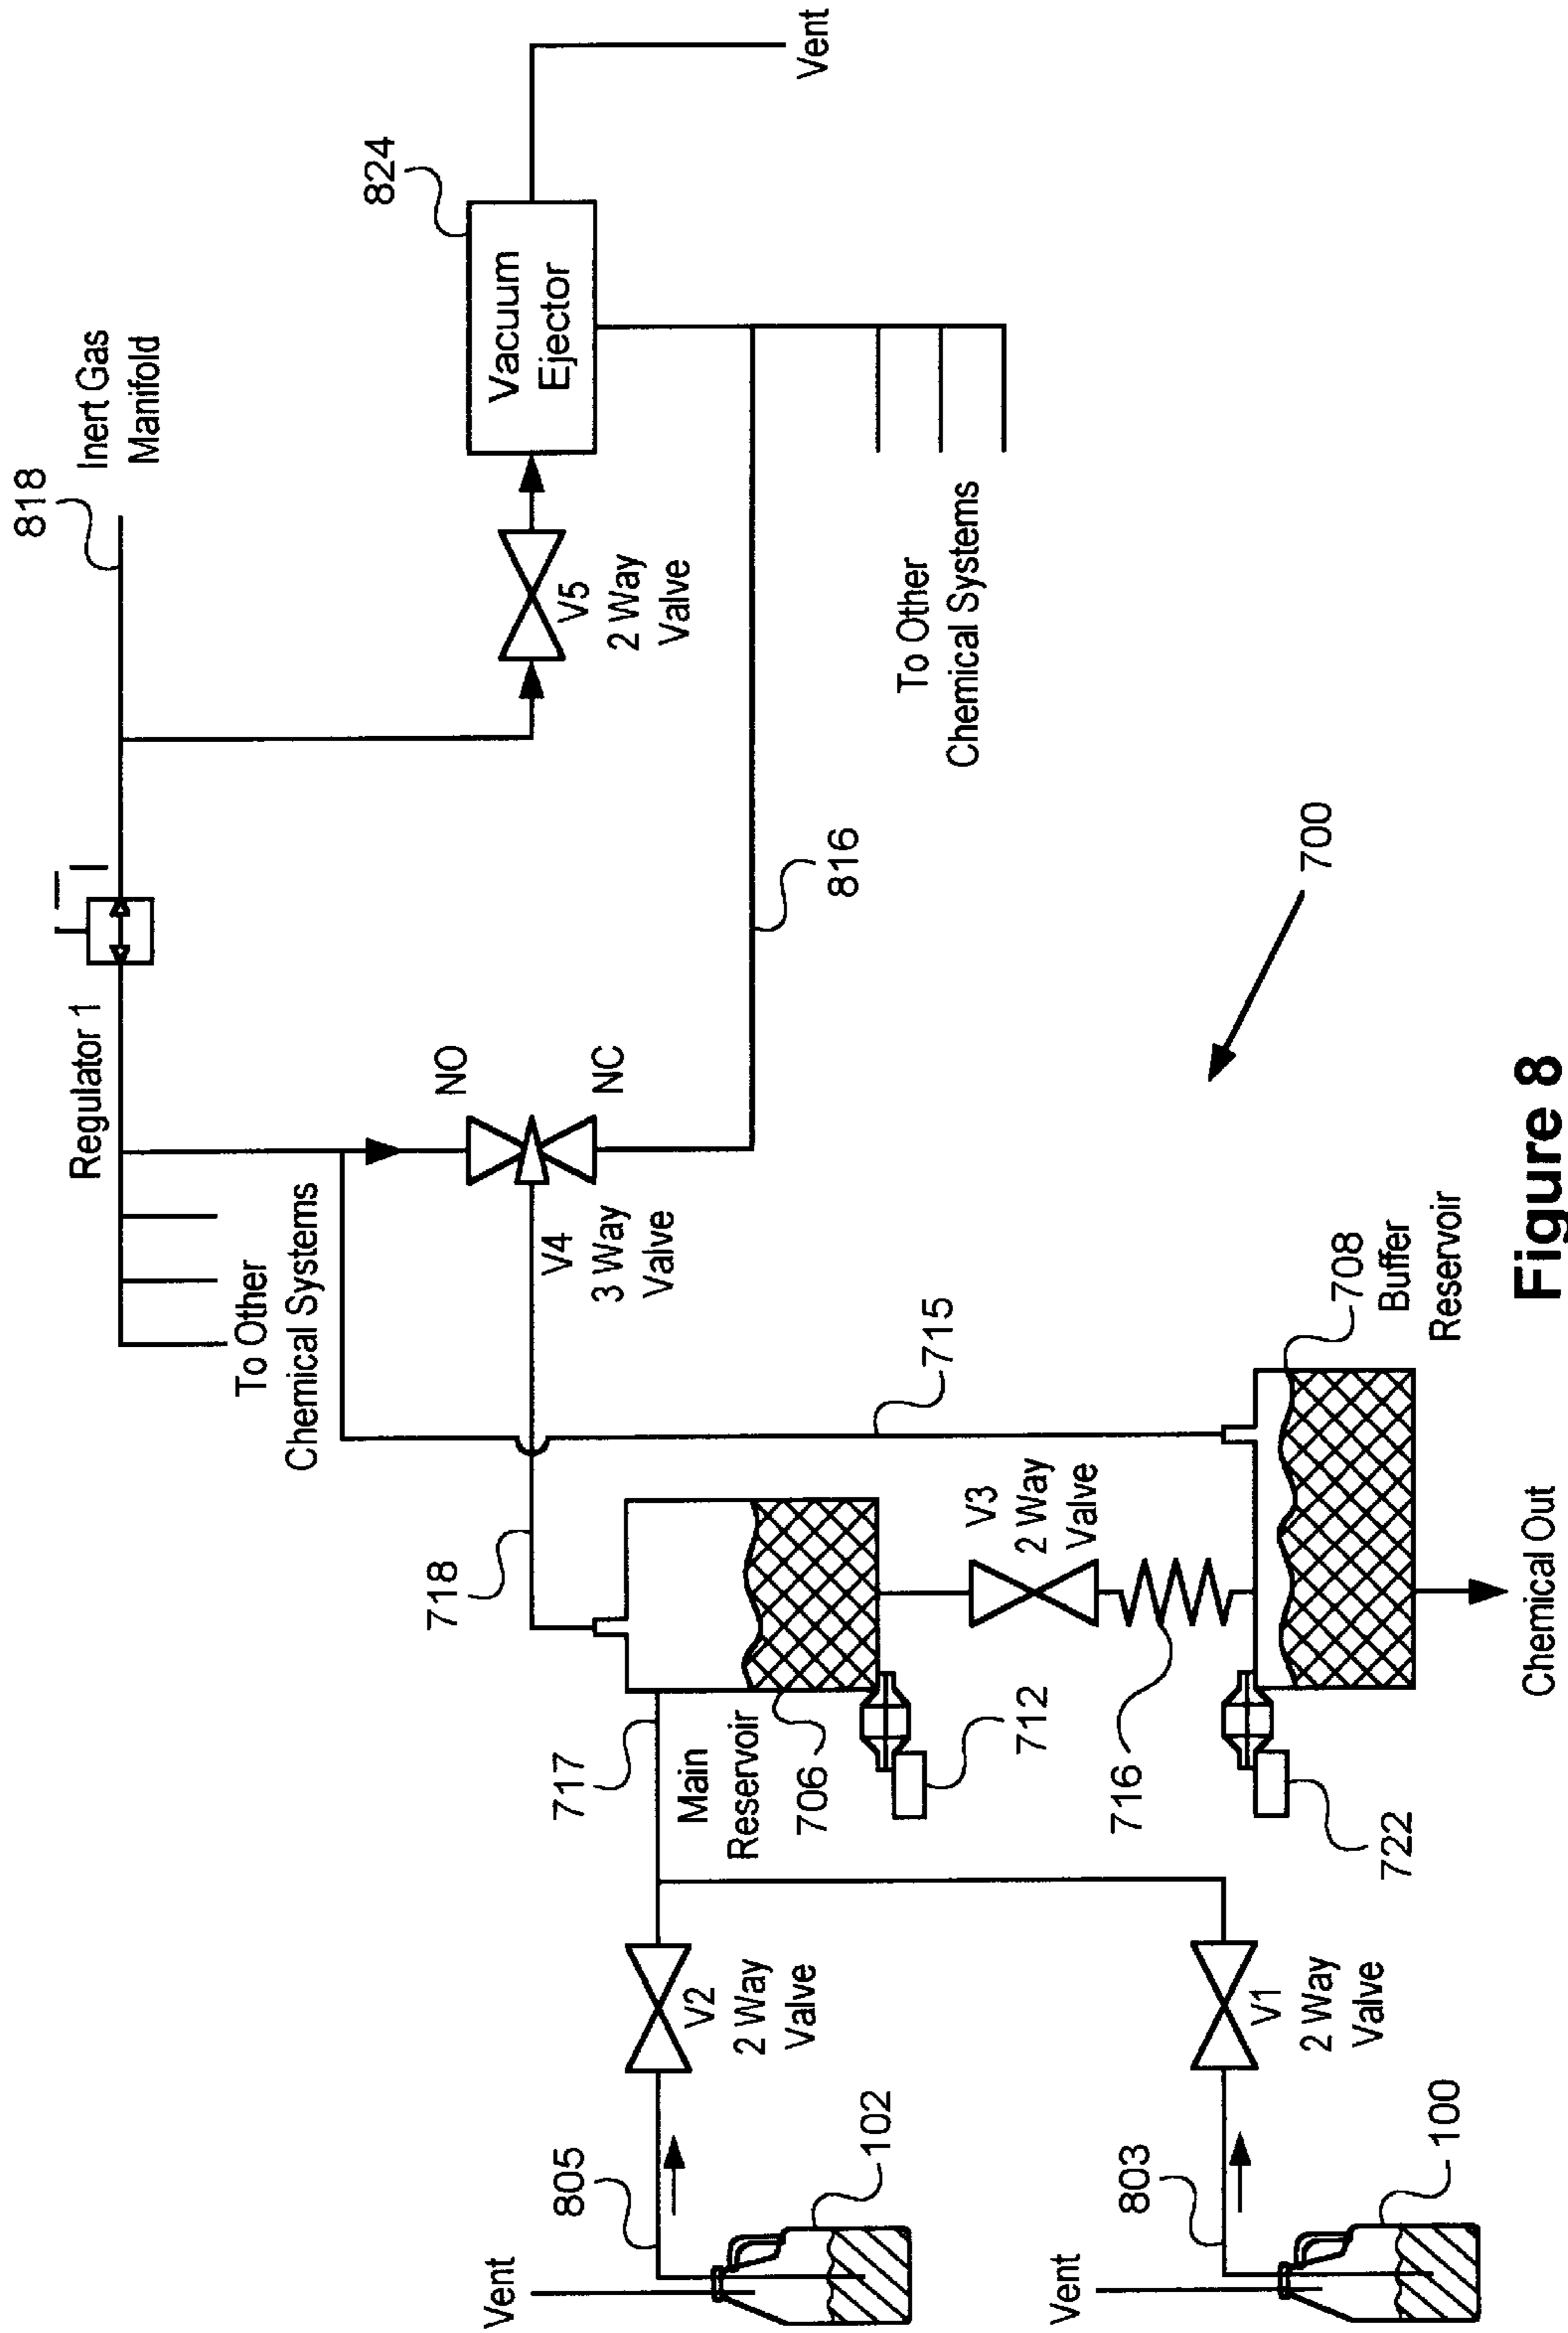 818
Inert Gas
Manifold
Regulator 1
To Other
Chemical Systems
NO
NC
V4
3 Way
Valve
V5
2 Way
Valve
Vacuum
Ejector
824
Vent
816
To Other
Chemical Systems
718
717
Main
Reservoir
706
712
V3
2 Way
Valve
716
715
708
Buffer
Reservoir
722
Chemical Out
Vent
805
102
V2
2 Way
Valve
Vent
803
100
V1
2 Way
Valve
700
Figure 8